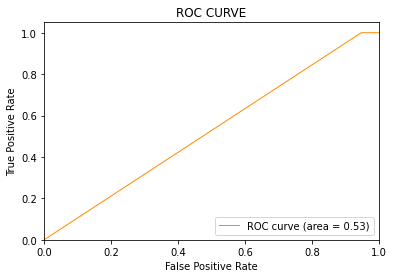 ROC CURVE
1.0
0.8
0.6
0.4
0.2
0.0
True Positive Rate
ROC curve (area = 0.53)
0.0 0.2 0.4 0.6 0.8 1.0
False Positive Rate